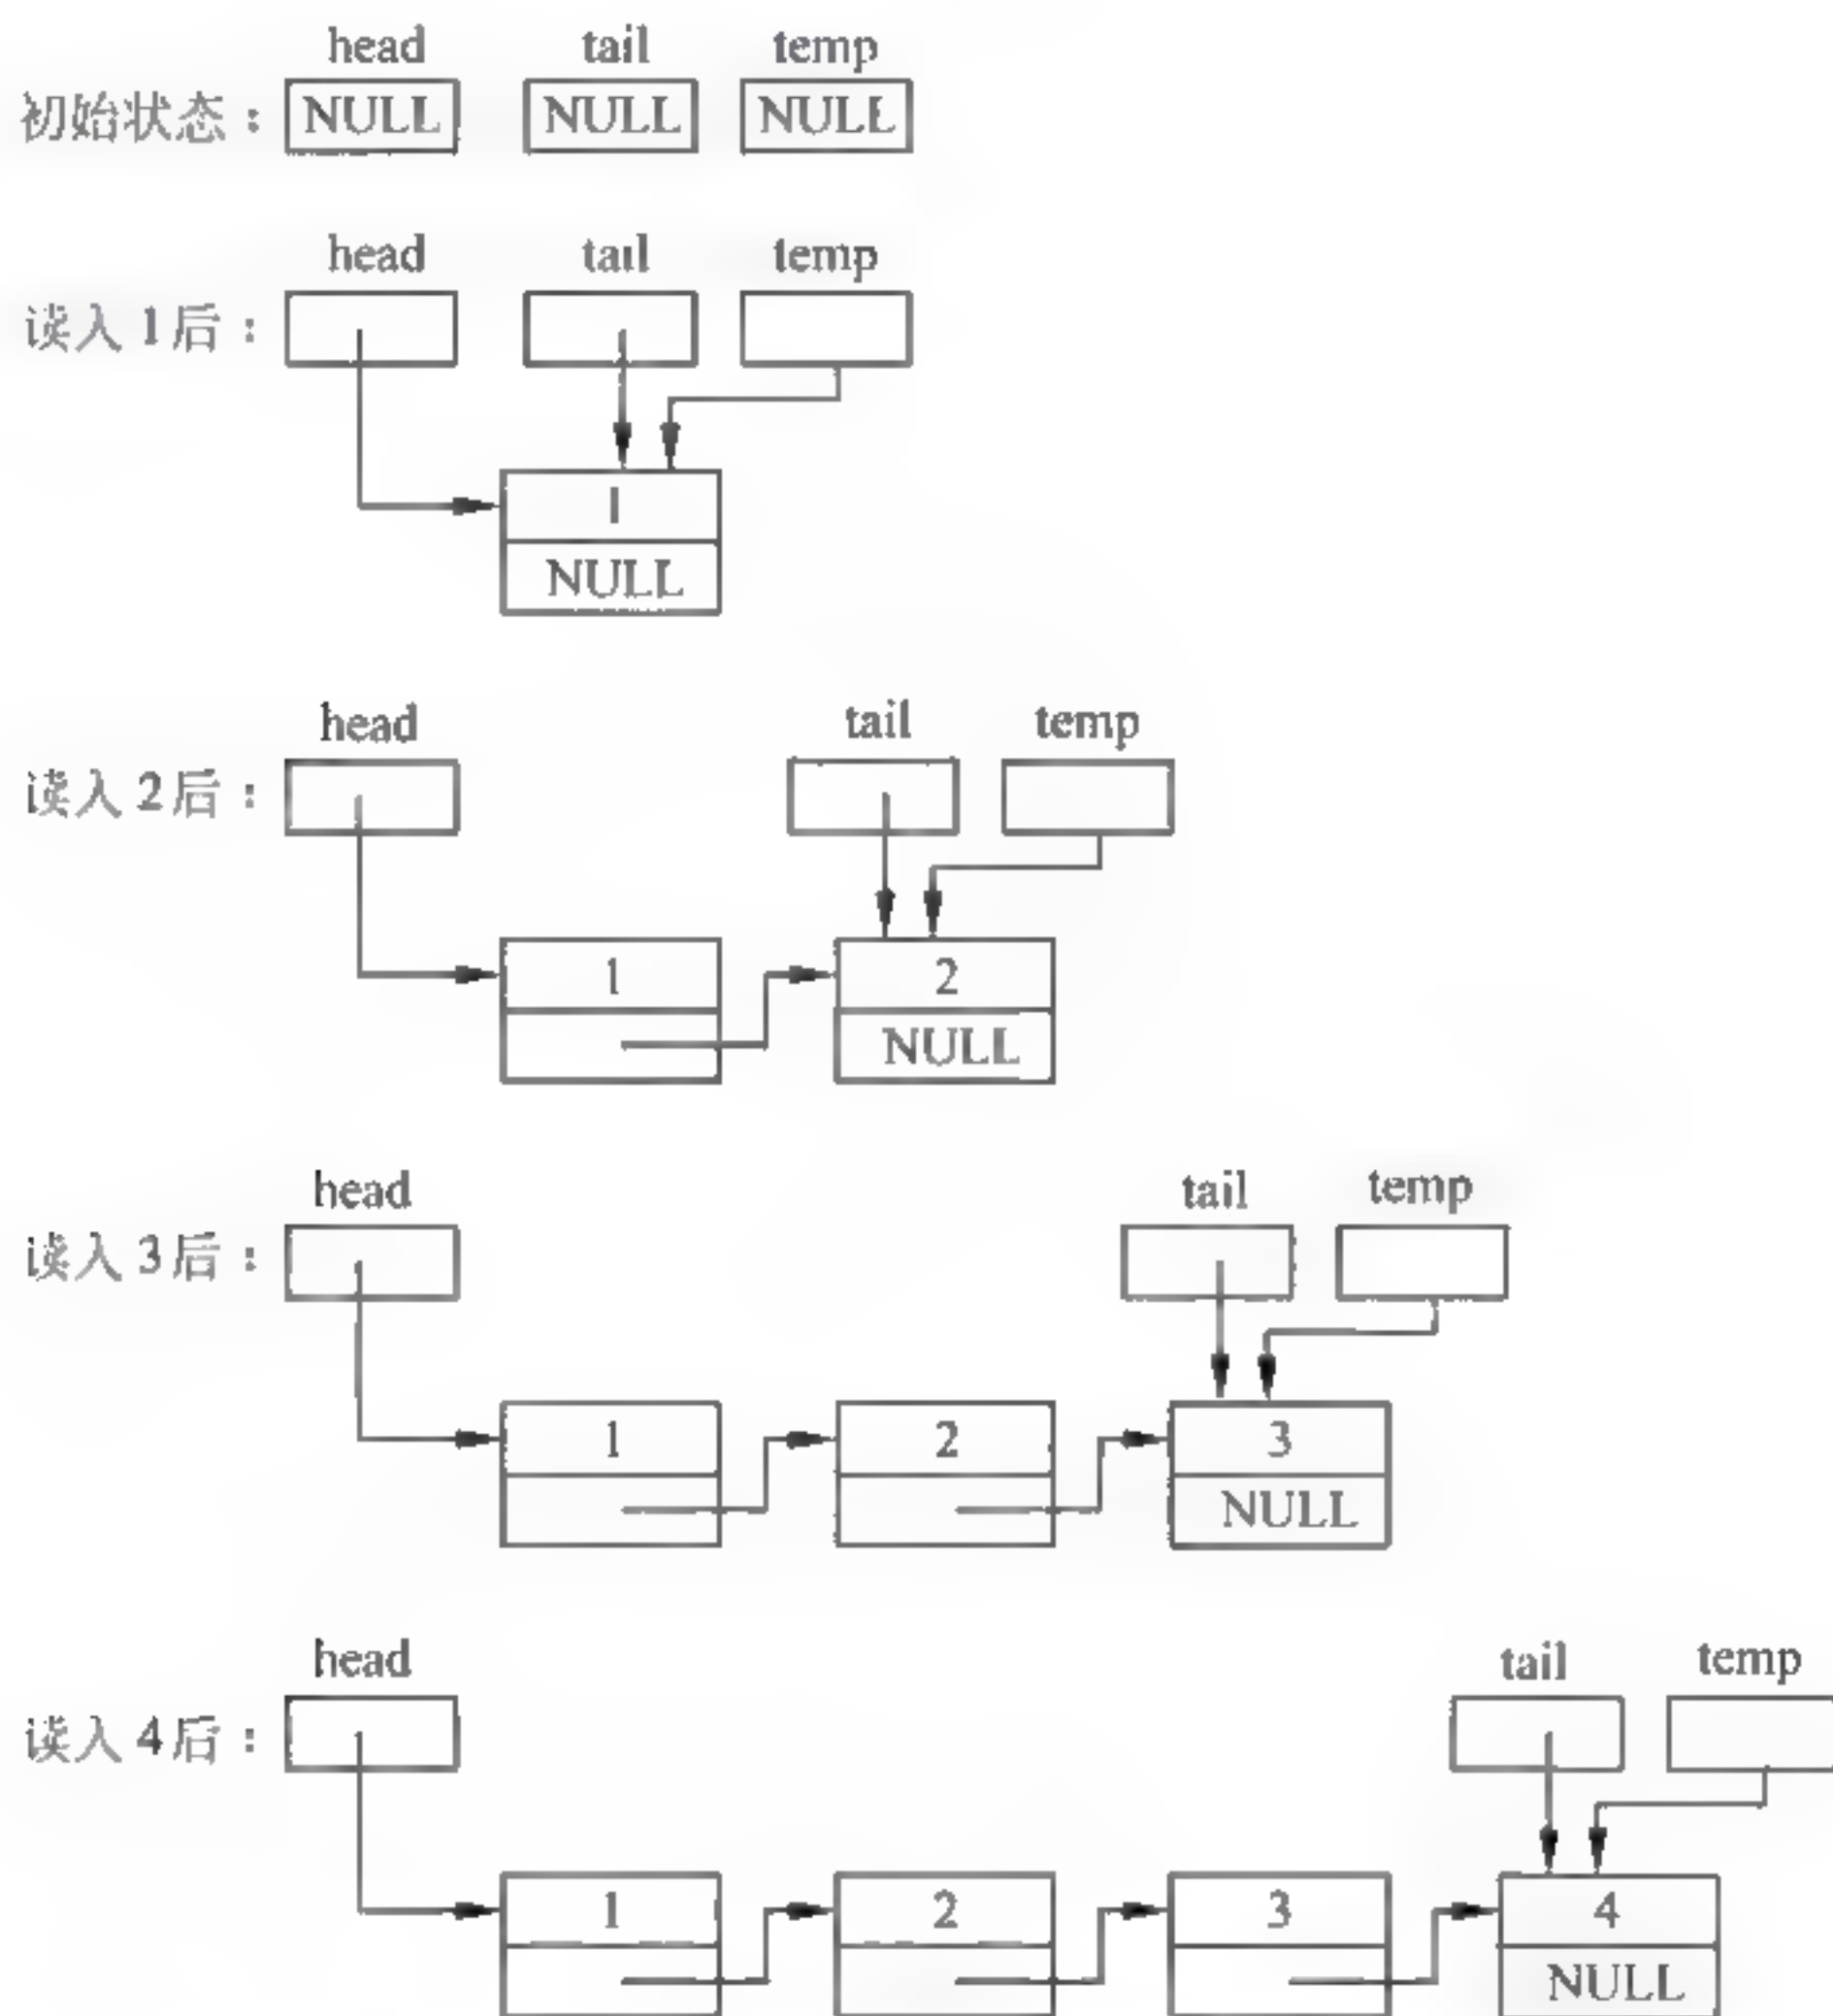 head tail temp
初始状态： NULL NULL NULL
head tail temp
读入 1 后：
1
NULL
head tail temp
读入 2 后：
1 2
NULL
head tail temp
读入 3 后：
1 2 3
NULL
head tail temp
读入 4 后：
1 2 3 4
NULL